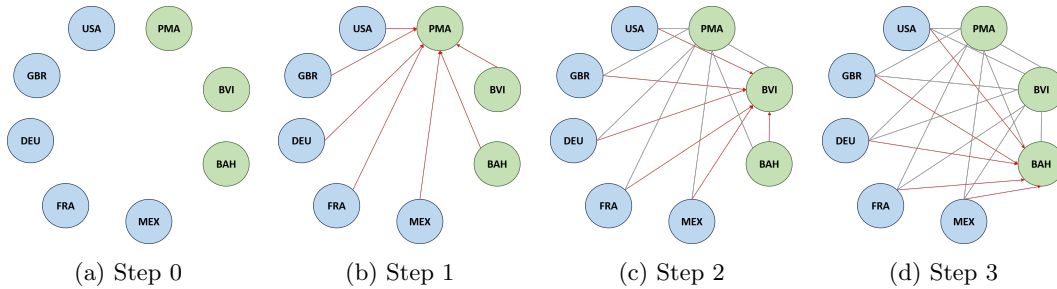 USA
PMA
GBR
BVI
DEU
BAH
FRA
MEX
(a) Step 0
USA
PMA
GBR
BVI
DEU
BAH
FRA
MEX
(b) Step 1
USA
PMA
GBR
BVI
DEU
BAH
FRA
MEX
(c) Step 2
USA
PMA
GBR
BVI
DEU
BAH
FRA
MEX
(d) Step 3